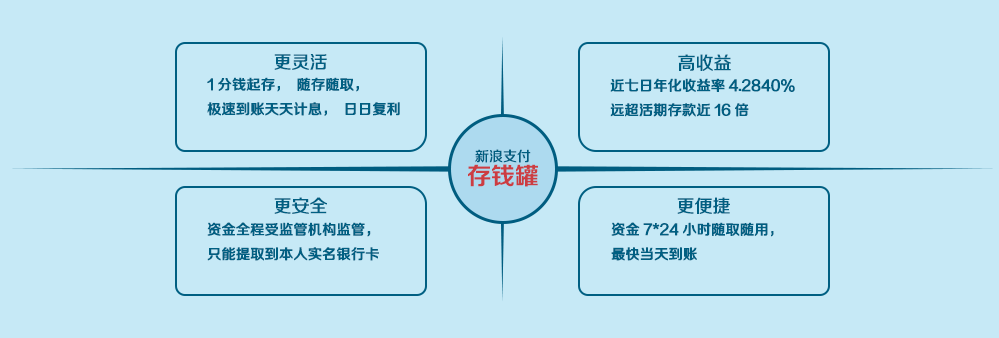 更灵活
1分钱起存， 随存随取，
极速到账天天计息， 日日复利
高收益
近七日年化收益率 4.2840%
远超活期存款近 16 倍
新浪支付
存钱罐
更安全
资金全程受监管机构监管，
只能提取到本人实名银行卡
更便捷
资金 7*24 小时随取随用，
最快当天到账